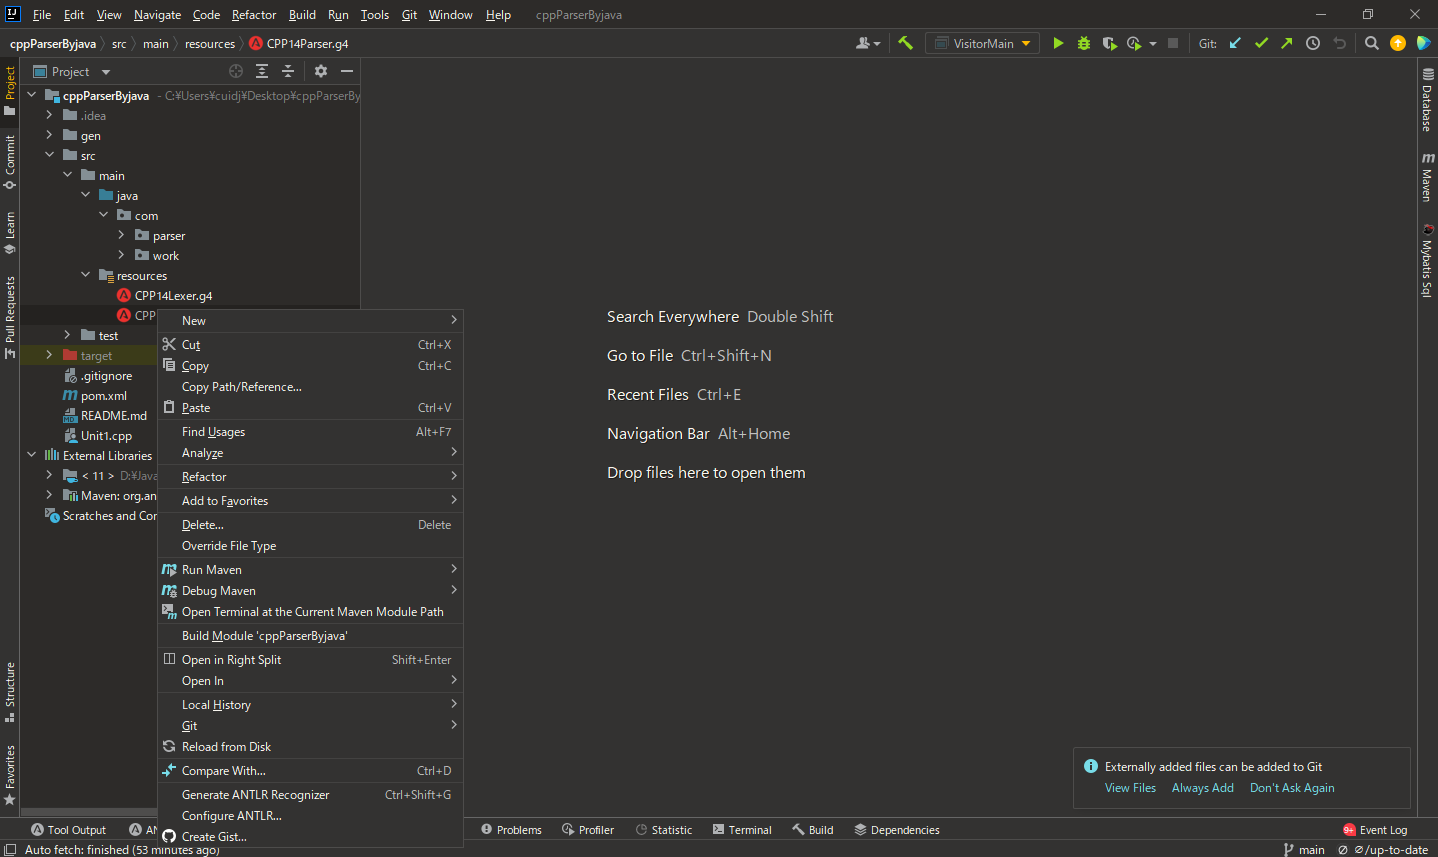 File Edit View Navigate Code Refactor Build Run Tools Git Window Help cppParserByjava
cppParserByjava src main resources CPP14Parser.g4 VisitorMain Git:
Project
cppParserByjava - C:¥Users¥cuidj¥Desktop¥cppParserBy
.idea
gen
src
main
java
com
parser
work
resources
CPP14Lexer.g4
CPP
test
target
.gitignore
pom.xml
README.md
Unit1.cpp
External Libraries
< 11 > D:¥Java
Maven: org.an
Scratches and Con
New
Cut Ctrl+X
Copy Ctrl+C
Copy Path/Reference...
Paste Ctrl+V
Find Usages Alt+F7
Analyze
Refactor
Add to Favorites
Delete... Delete
Override File Type
Run Maven
Debug Maven
Open Terminal at the Current Maven Module Path
Build Module 'cppParserByjava'
Open in Right Split Shift+Enter
Open In
Local History
Git
Reload from Disk
Compare With... Ctrl+D
Generate ANTLR Recognizer Ctrl+Shift+G
Configure ANTLR...
Create Gist...
Search Everywhere Double Shift
Go to File Ctrl+Shift+N
Recent Files Ctrl+E
Navigation Bar Alt+Home
Drop files here to open them
Externally added files can be added to Git
View Files Always Add Don't Ask Again
Project
Commit
Learn
Pull Requests
Structure
Favorites
Database
Maven
Mybatis Sql
Tool Output AN Problems Profiler Statistic Terminal Build Dependencies 9+ Event Log
Auto fetch: finished (53 minutes ago) main ∅/up-to-date